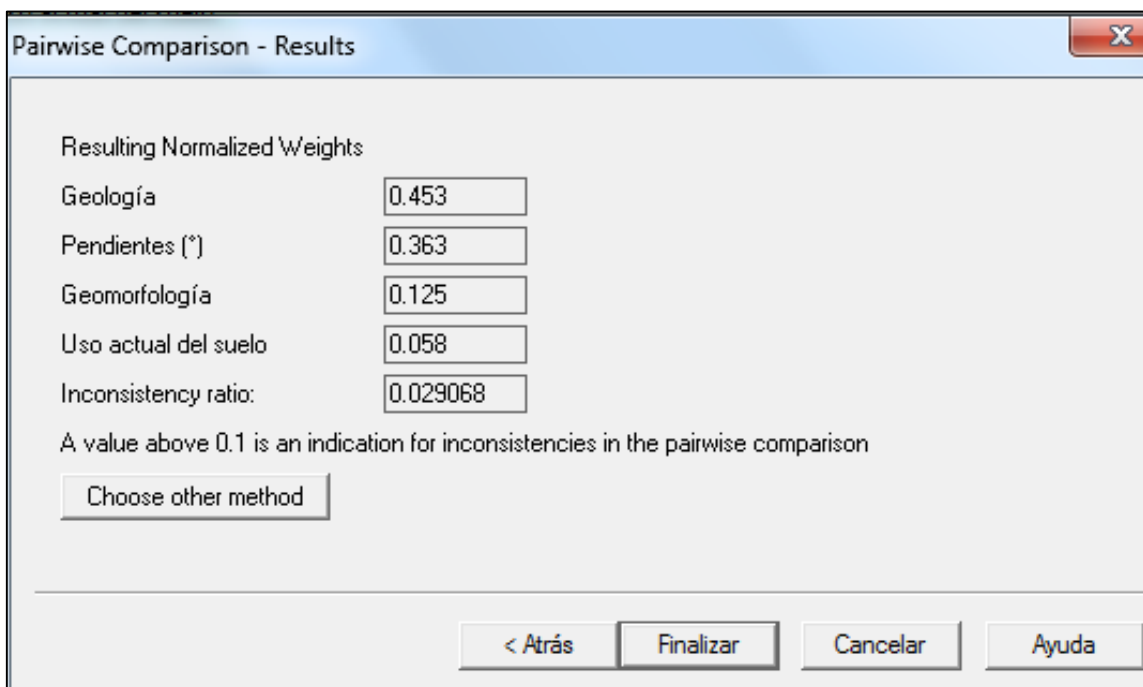 Pairwise Comparison - Results
X
Resulting Normalized Weights
Geología 0.453
Pendientes (°) 0.363
Geomorfología 0.125
Uso actual del suelo 0.058
Inconsistency ratio: 0.029068
A value above 0.1 is an indication for inconsistencies in the pairwise comparison
Choose other method
< Atrás Finalizar Cancelar Ayuda